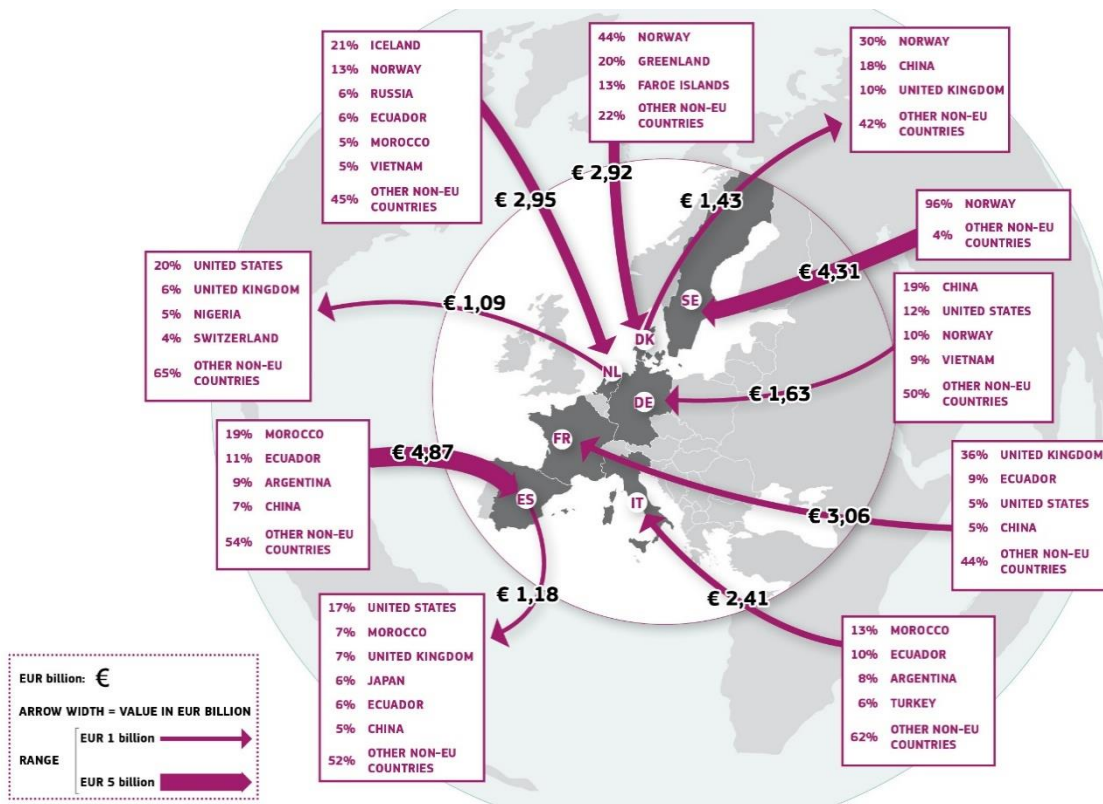 21% ICELAND
13% NORWAY
6% RUSSIA
6% ECUADOR
5% MOROCCO
5% VIETNAM
45% OTHER NON-EU
COUNTRIES
44% NORWAY
20% GREENLAND
13% FAROE ISLANDS
22% OTHER NON-EU
COUNTRIES
30% NORWAY
18% CHINA
10% UNITED KINGDOM
42% OTHER NON-EU
COUNTRIES
€ 2,95
€ 2,92
€ 1,43
96% NORWAY
4% OTHER NON-EU
COUNTRIES
€ 4,31
20% UNITED STATES
6% UNITED KINGDOM
5% NIGERIA
4% SWITZERLAND
65% OTHER NON-EU
COUNTRIES
€ 1,09
19% CHINA
12% UNITED STATES
10% NORWAY
9% VIETNAM
50% OTHER NON-EU
COUNTRIES
€ 1,63
SE
DK
NL
DE
FR
ES
IT
19% MOROCCO
11% ECUADOR
9% ARGENTINA
7% CHINA
54% OTHER NON-EU
COUNTRIES
€ 4,87
36% UNITED KINGDOM
9% ECUADOR
5% UNITED STATES
5% CHINA
44% OTHER NON-EU
COUNTRIES
€ 3,06
€ 1,18
€ 2,41
17% UNITED STATES
7% MOROCCO
7% UNITED KINGDOM
6% JAPAN
6% ECUADOR
5% CHINA
52% OTHER NON-EU
COUNTRIES
13% MOROCCO
10% ECUADOR
8% ARGENTINA
6% TURKEY
62% OTHER NON-EU
COUNTRIES
EUR billion: €
ARROW WIDTH = VALUE IN EUR BILLION
RANGE
EUR 1 billion
EUR 5 billion